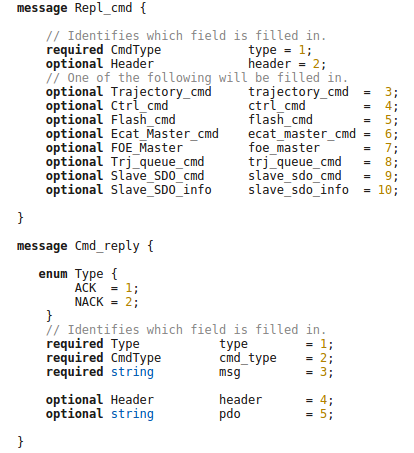 message Repl_cmd {
// Identifies which field is filled in.
required CmdType type = 1;
optional Header header = 2;
// One of the following will be filled in.
optional Trajectory_cmd trajectory_cmd = 3;
optional Ctrl_cmd ctrl_cmd = 4;
optional Flash_cmd flash_cmd = 5;
optional Ecat_Master_cmd ecat_master_cmd = 6;
optional FOE_Master foe_master = 7;
optional Trj_queue_cmd trj_queue_cmd = 8;
optional Slave_SDO_cmd slave_sdo_cmd = 9;
optional Slave_SDO_info slave_sdo_info = 10;
}
message Cmd_reply {
enum Type {
ACK = 1;
NACK = 2;
}
// Identifies which field is filled in.
required Type type = 1;
required CmdType cmd_type = 2;
required string msg = 3;
optional Header header = 4;
optional string pdo = 5;
}